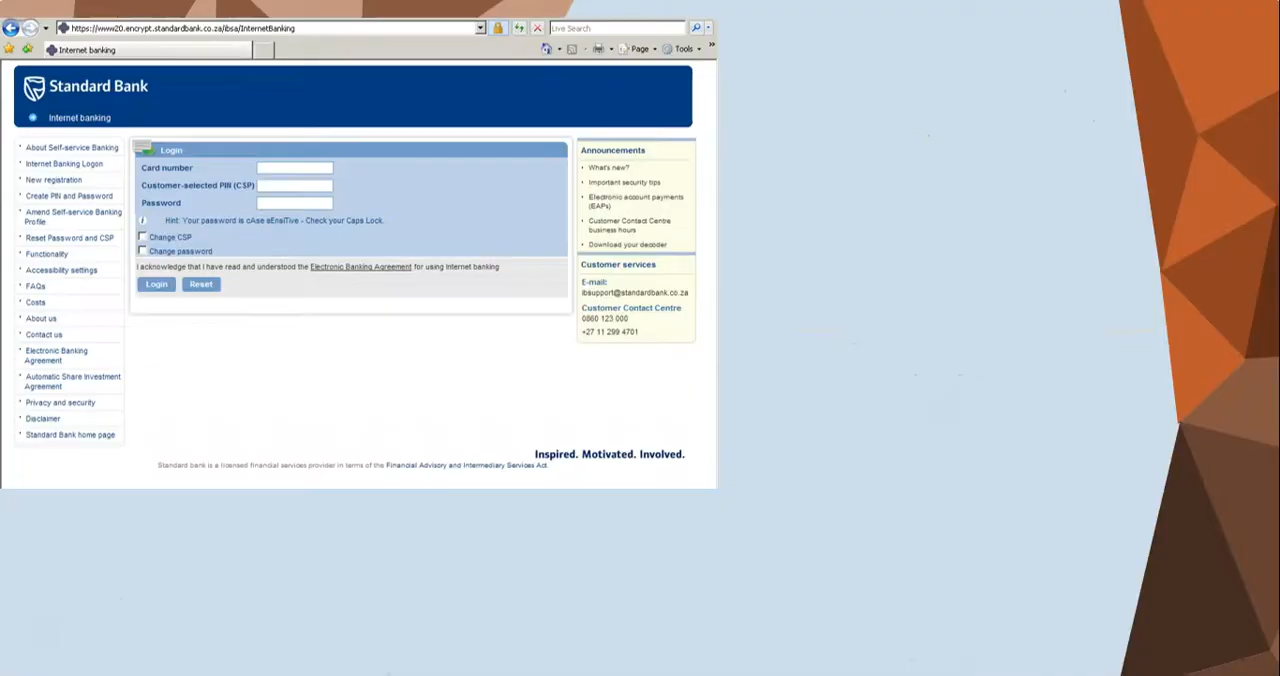 https://www20.encrypt.standardbank.co.za/ibsa/InternetBanking
Live Search
Internet banking
Page
Tools
Standard Bank
Internet banking
About Self-service Banking
Internet Banking Logon
New registration
Create PIN and Password
Amend Self-service Banking
Profile
Reset Password and CSP
Functionality
Accessibility settings
FAQs
Costs
About us
Contact us
Electronic Banking
Agreement
Automatic Share Investment
Agreement
Privacy and security
Disclaimer
Standard Bank home page
Login
Card number
Customer-selected PIN (CSP)
Password
Hint: Your password is cAse sEnsiTive - Check your Caps Lock.
Change CSP
Change password
I acknowledge that I have read and understood the Electronic Banking Agreement for using Internet banking
Login
Reset
Announcements
What's new?
Important security tips
Electronic account payments
(EAPs)
Customer Contact Centre
business hours
Download your decoder
Customer services
E-mail:
ibsupport@standardbank.co.za
Customer Contact Centre
0860 123 000
+27 11 299 4701
Inspired. Motivated. Involved.
Standard bank is a licensed financial services provider in terms of the Financial Advisory and Intermediary Services Act.